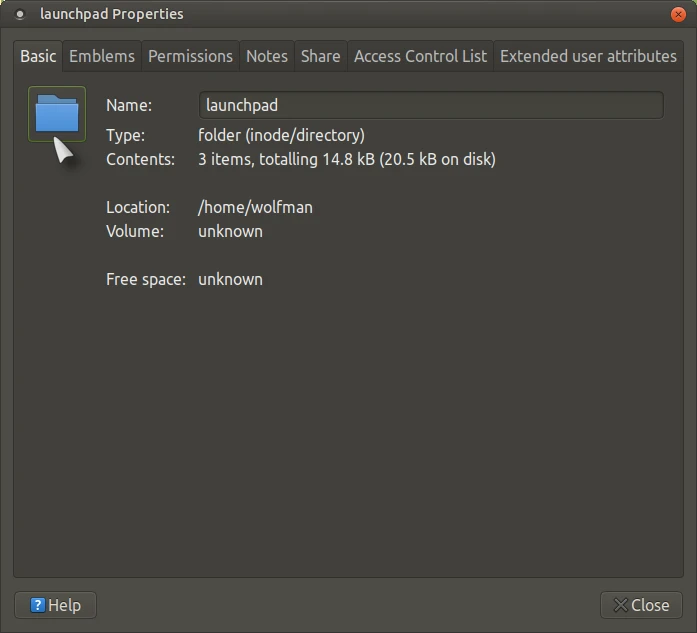 launchpad Properties
Basic Emblems Permissions Notes Share Access Control List Extended user attributes
Name: launchpad
Type: folder (inode/directory)
Contents: 3 items, totalling 14.8 kB (20.5 kB on disk)
Location: /home/wolfman
Volume: unknown
Free space: unknown
? Help Close